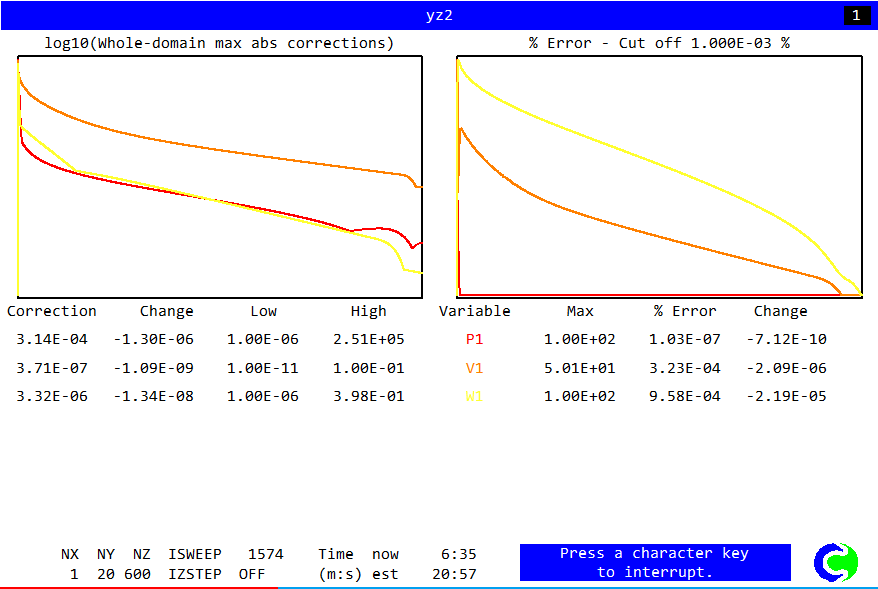 yz2
1
log10(Whole-domain max abs corrections)
% Error - Cut off 1.000E-03 %
Correction Change Low High Variable Max % Error Change
3.14E-04 -1.30E-06 1.00E-06 2.51E+05 P1 1.00E+02 1.03E-07 -7.12E-10
3.71E-07 -1.09E-09 1.00E-11 1.00E-01 V1 5.01E+01 3.23E-04 -2.09E-06
3.32E-06 -1.34E-08 1.00E-06 3.98E-01 W1 1.00E+02 9.58E-04 -2.19E-05
NX NY NZ ISWEEP 1574 Time now 6:35
1 20 600 IZSTEP OFF (m:s) est 20:57
Press a character key
to interrupt.